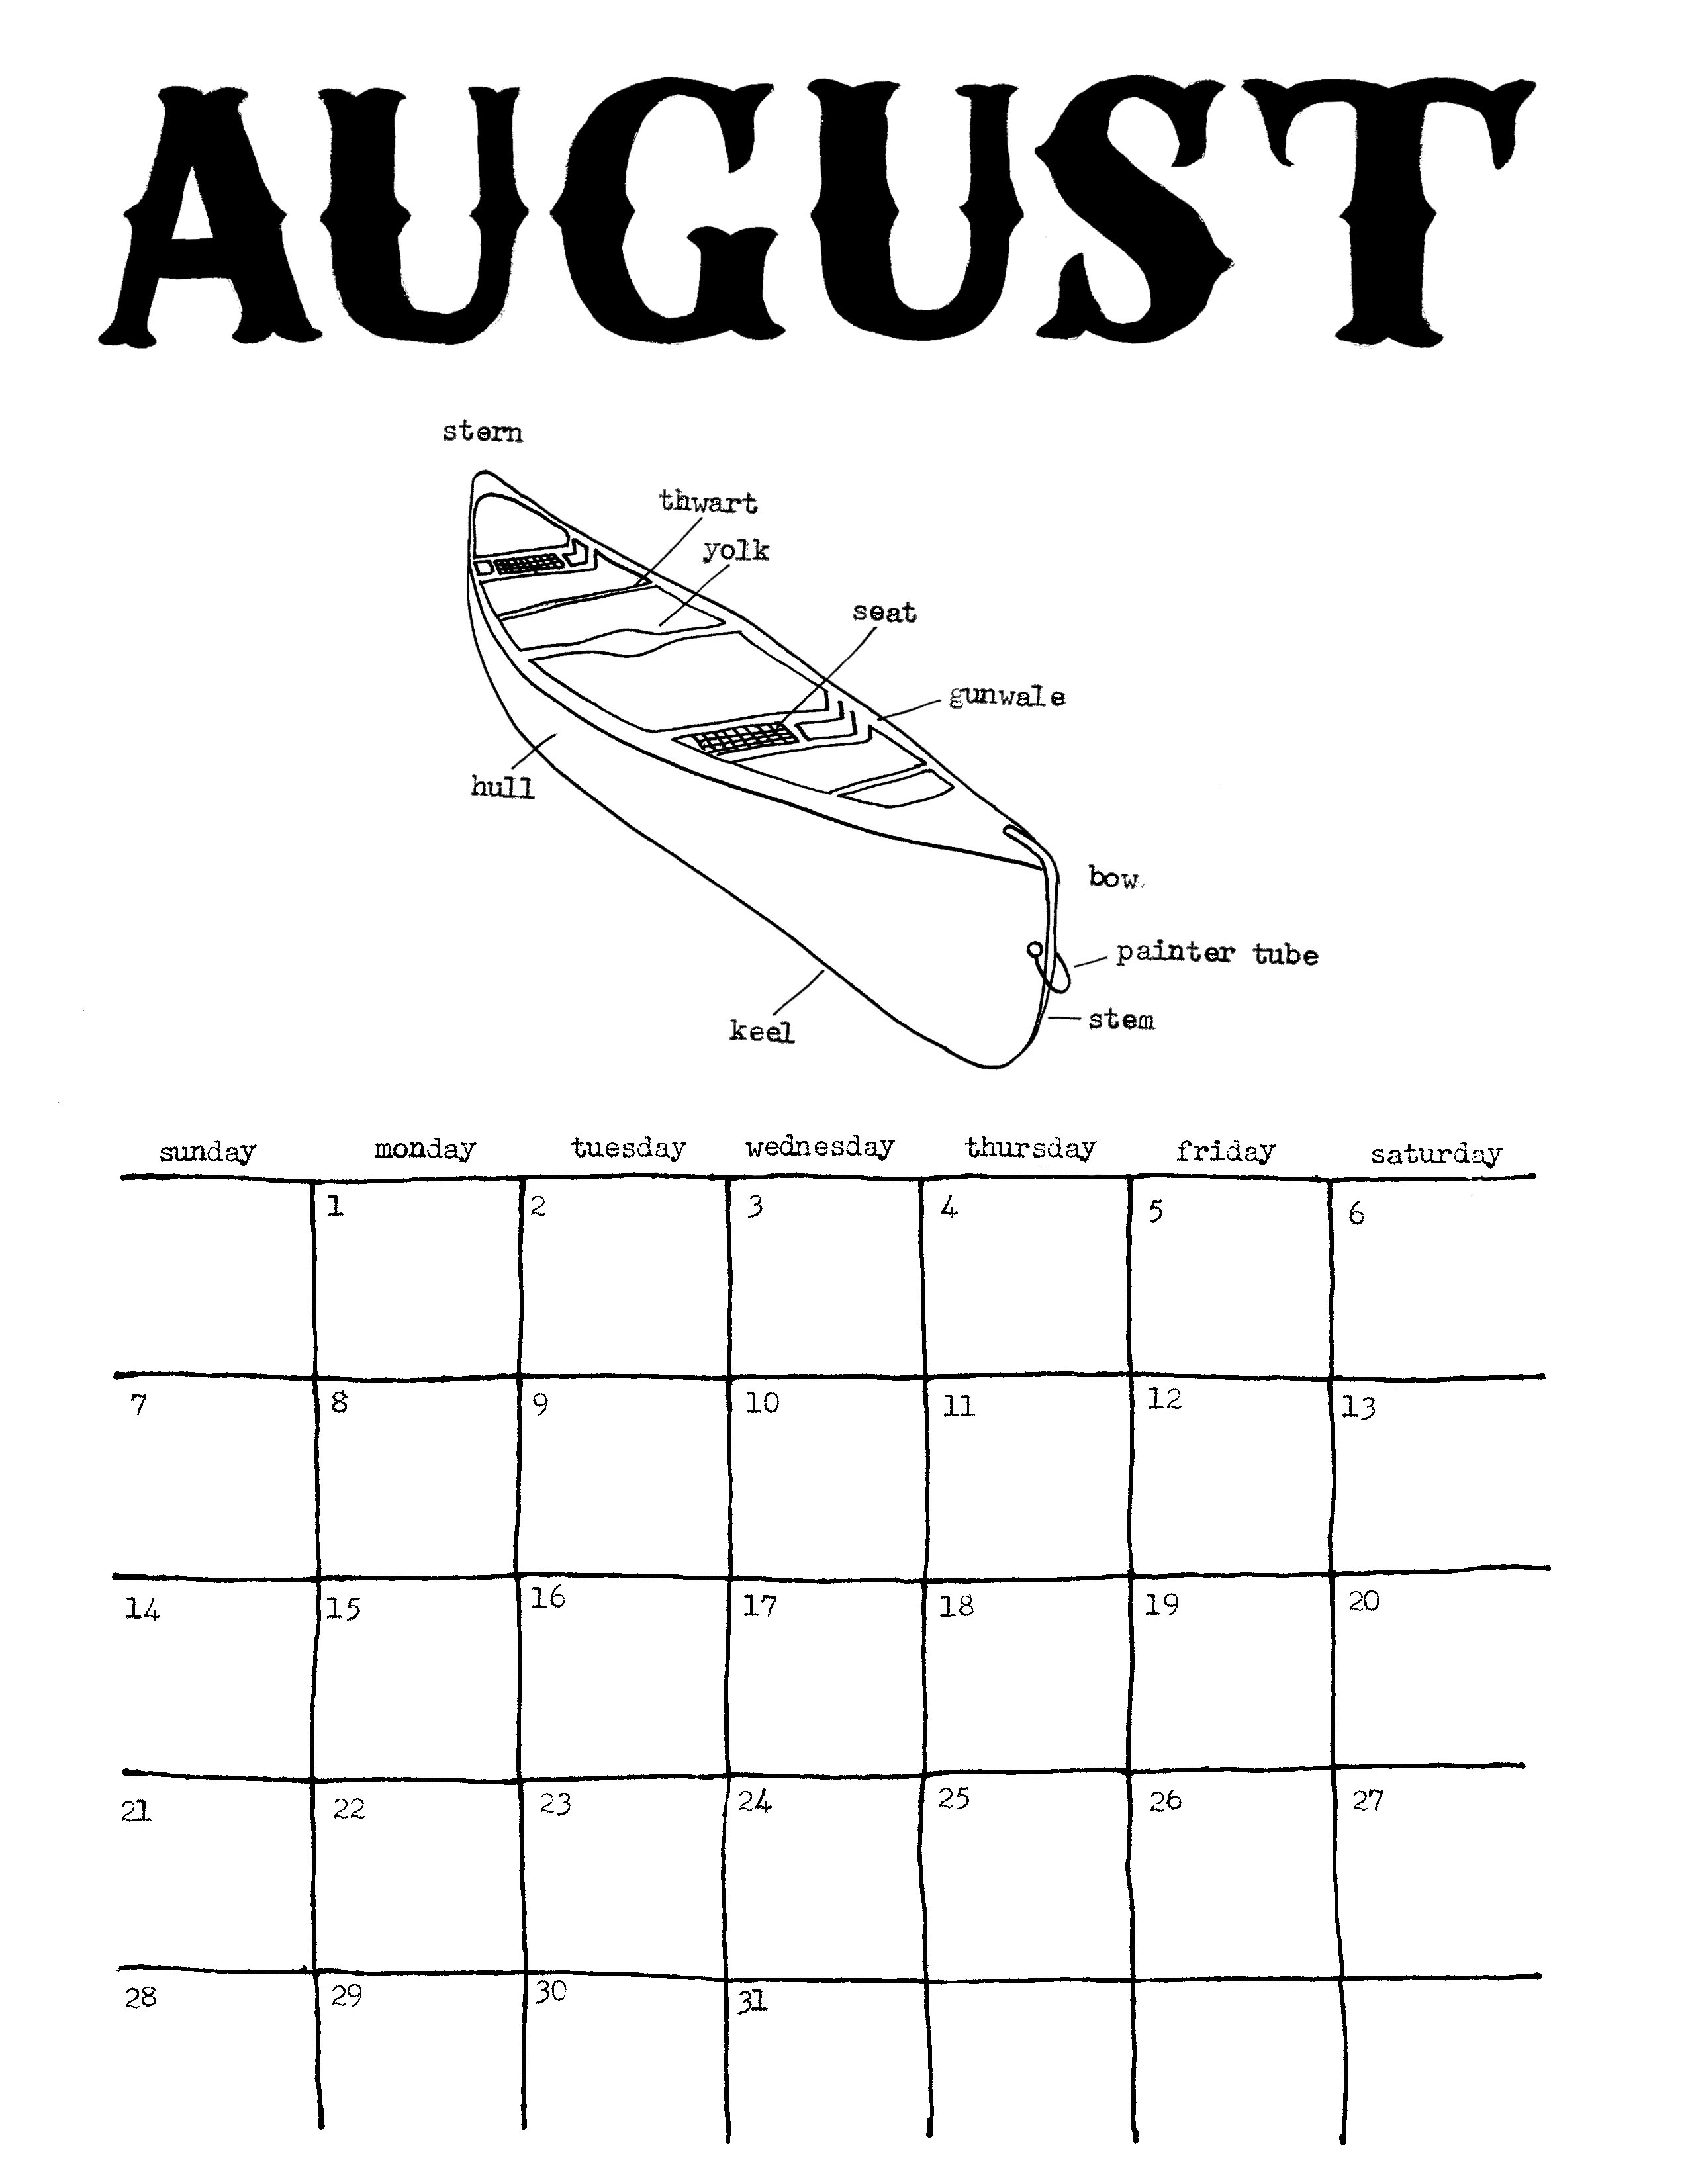 AUGUST
stern
thwart
yolk
seat
gunwale
hull
bow
painter tube
stem
keel
sunday monday tuesday wednesday thursday friday saturday
1 2 3 4 5 6
7 8 9 10 11 12 13
14 15 16 17 18 19 20
21 22 23 24 25 26 27
28 29 30 31